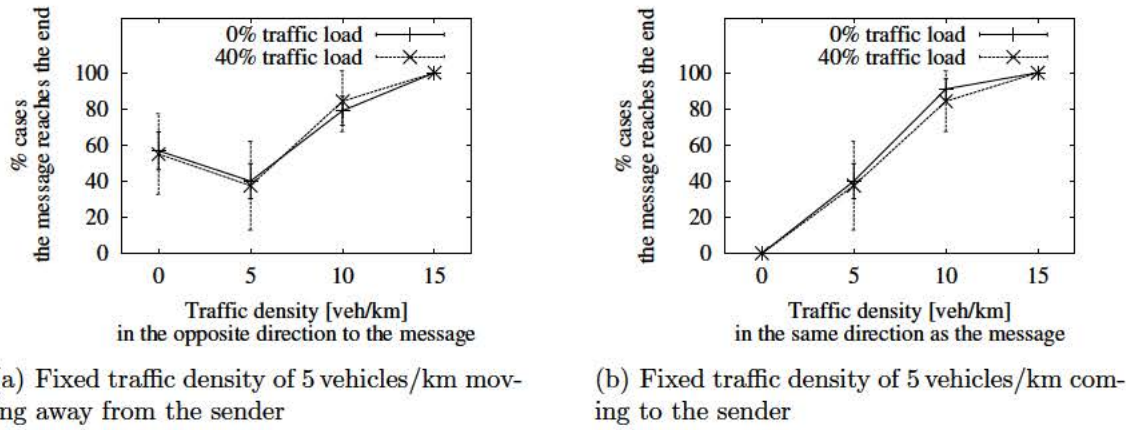 0% traffic load
40% traffic load
% cases
the message reaches the end
100
80
60
40
20
0
0 5 10 15
Traffic density [veh/km]
in the opposite direction to the message
(a) Fixed traffic density of 5 vehicles/km mov-
ing away from the sender
0% traffic load
40% traffic load
% cases
the message reaches the end
100
80
60
40
20
0
0 5 10 15
Traffic density [veh/km]
in the same direction as the message
(b) Fixed traffic density of 5 vehicles/km com-
ing to the sender